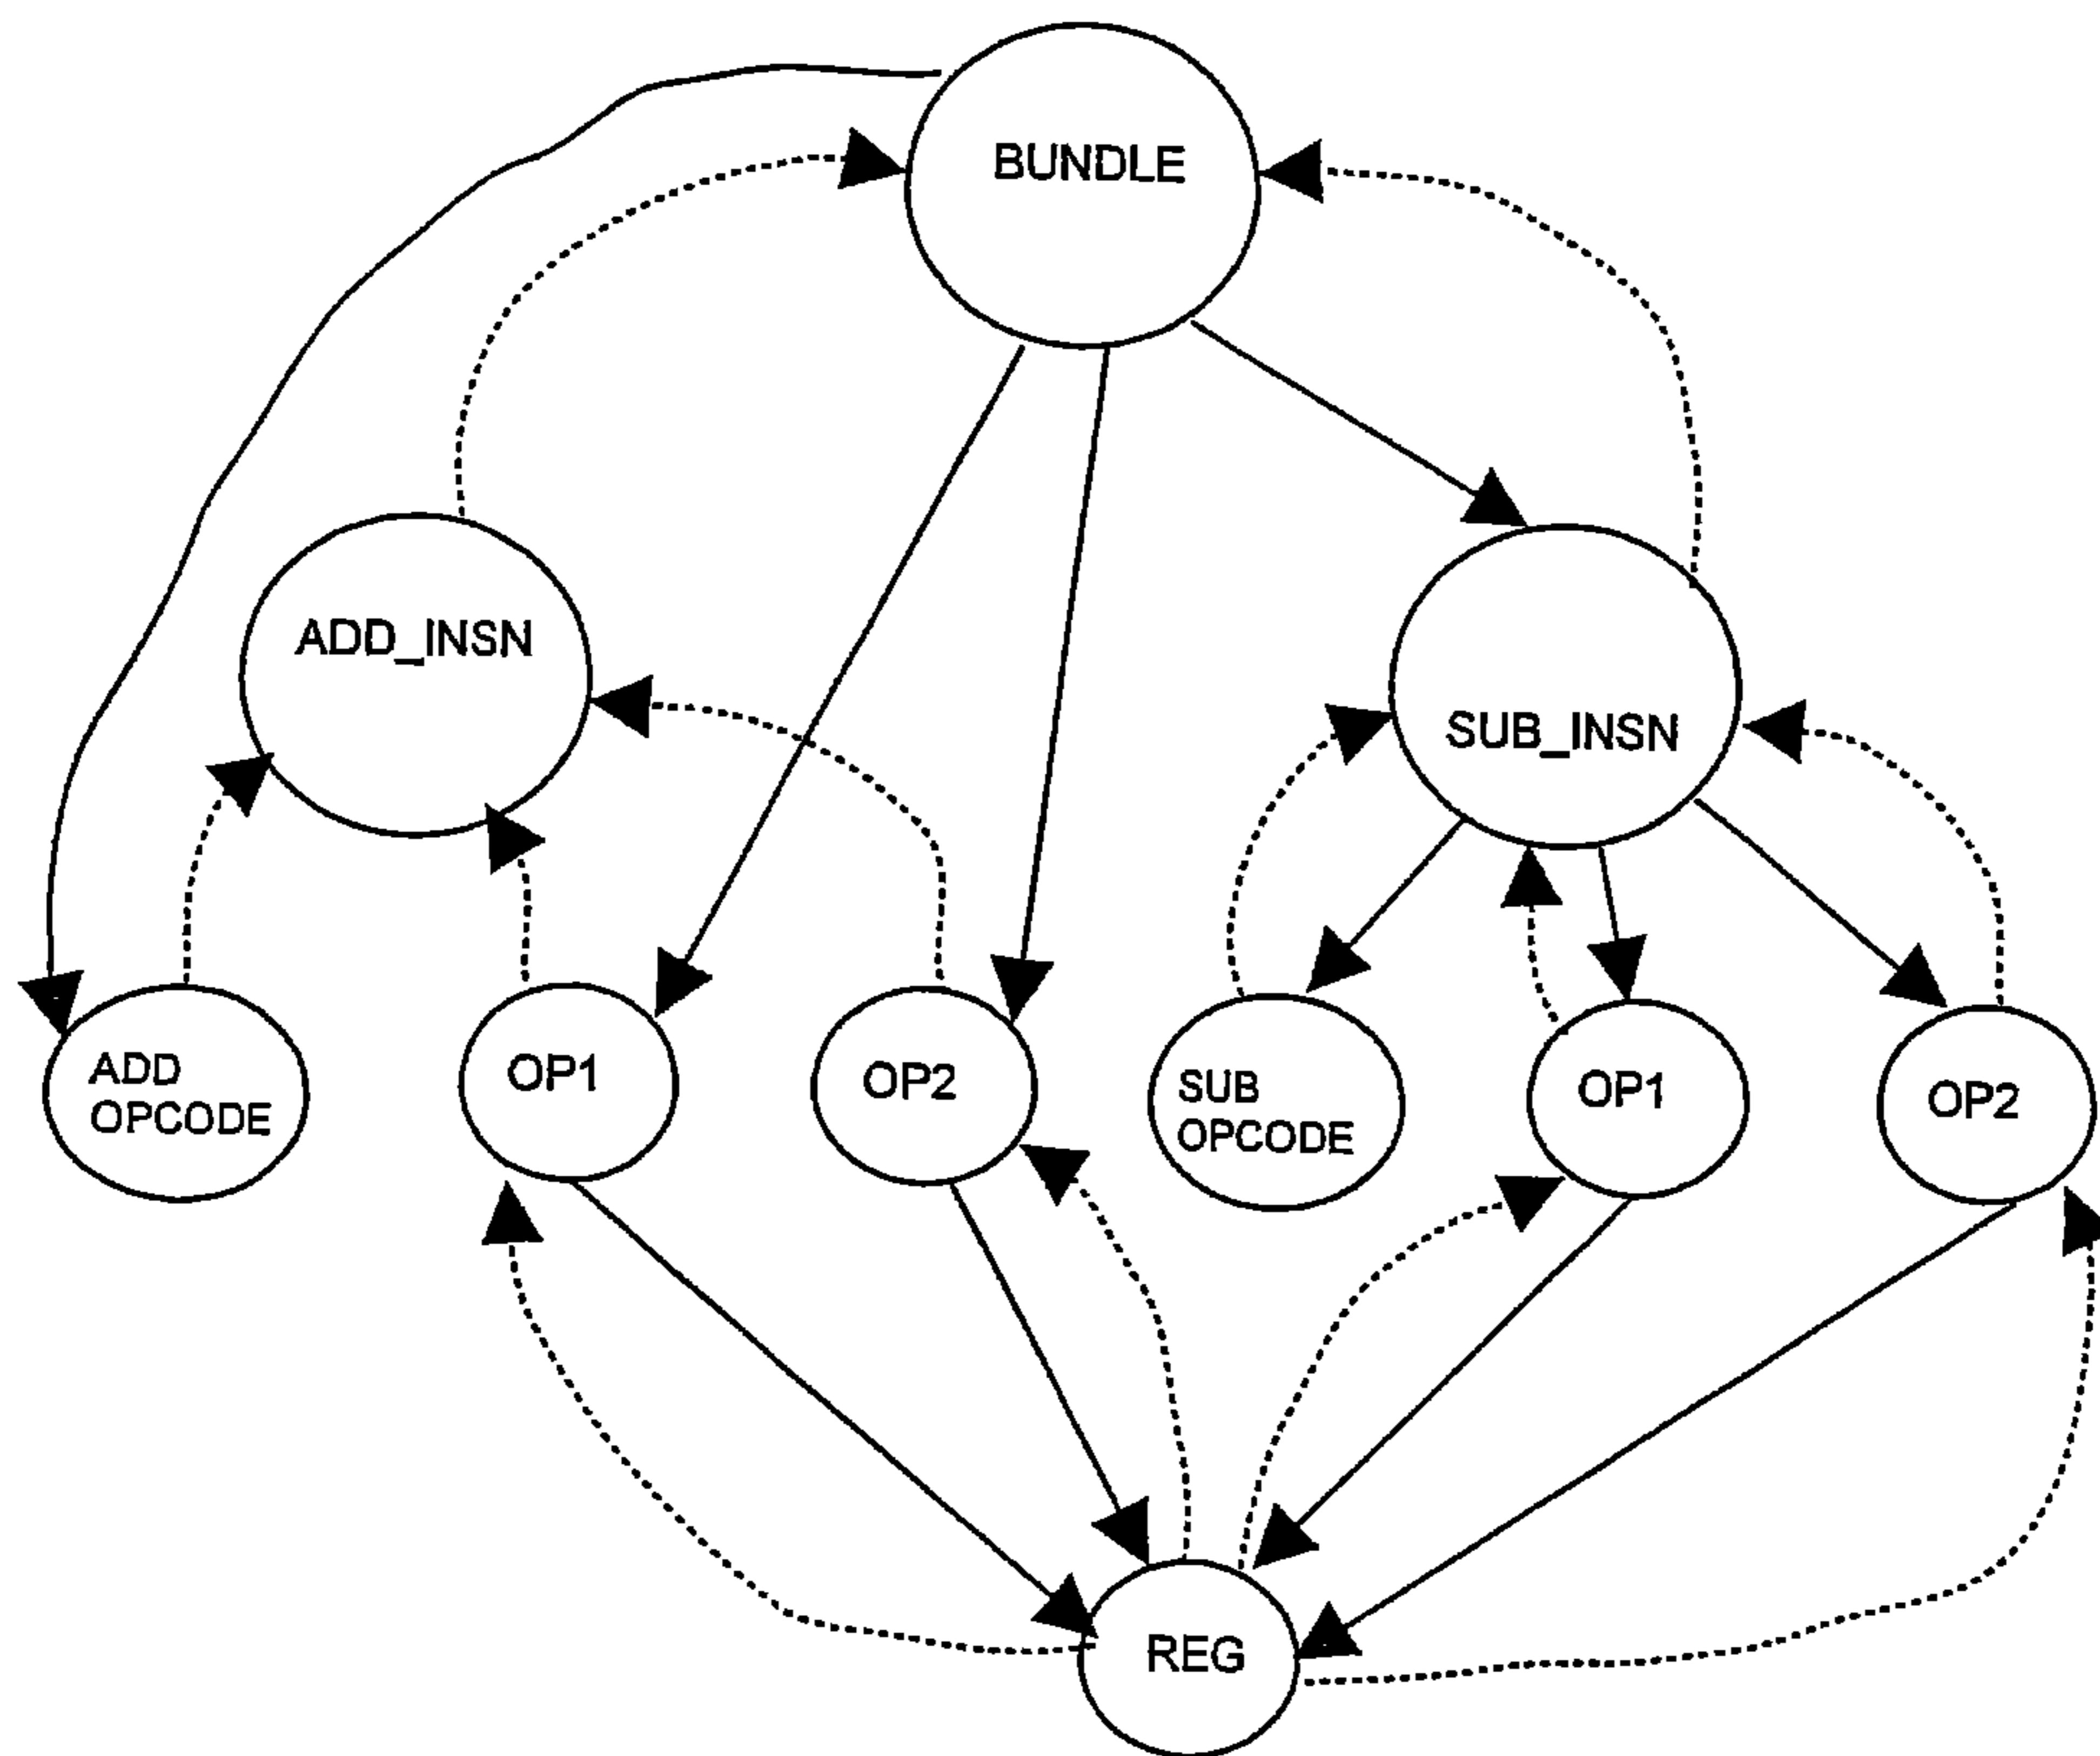 BUNDLE
ADD_INSN
SUB_INSN
ADD
OPCODE
OP1
OP2
SUB
OPCODE
OP1
OP2
REG